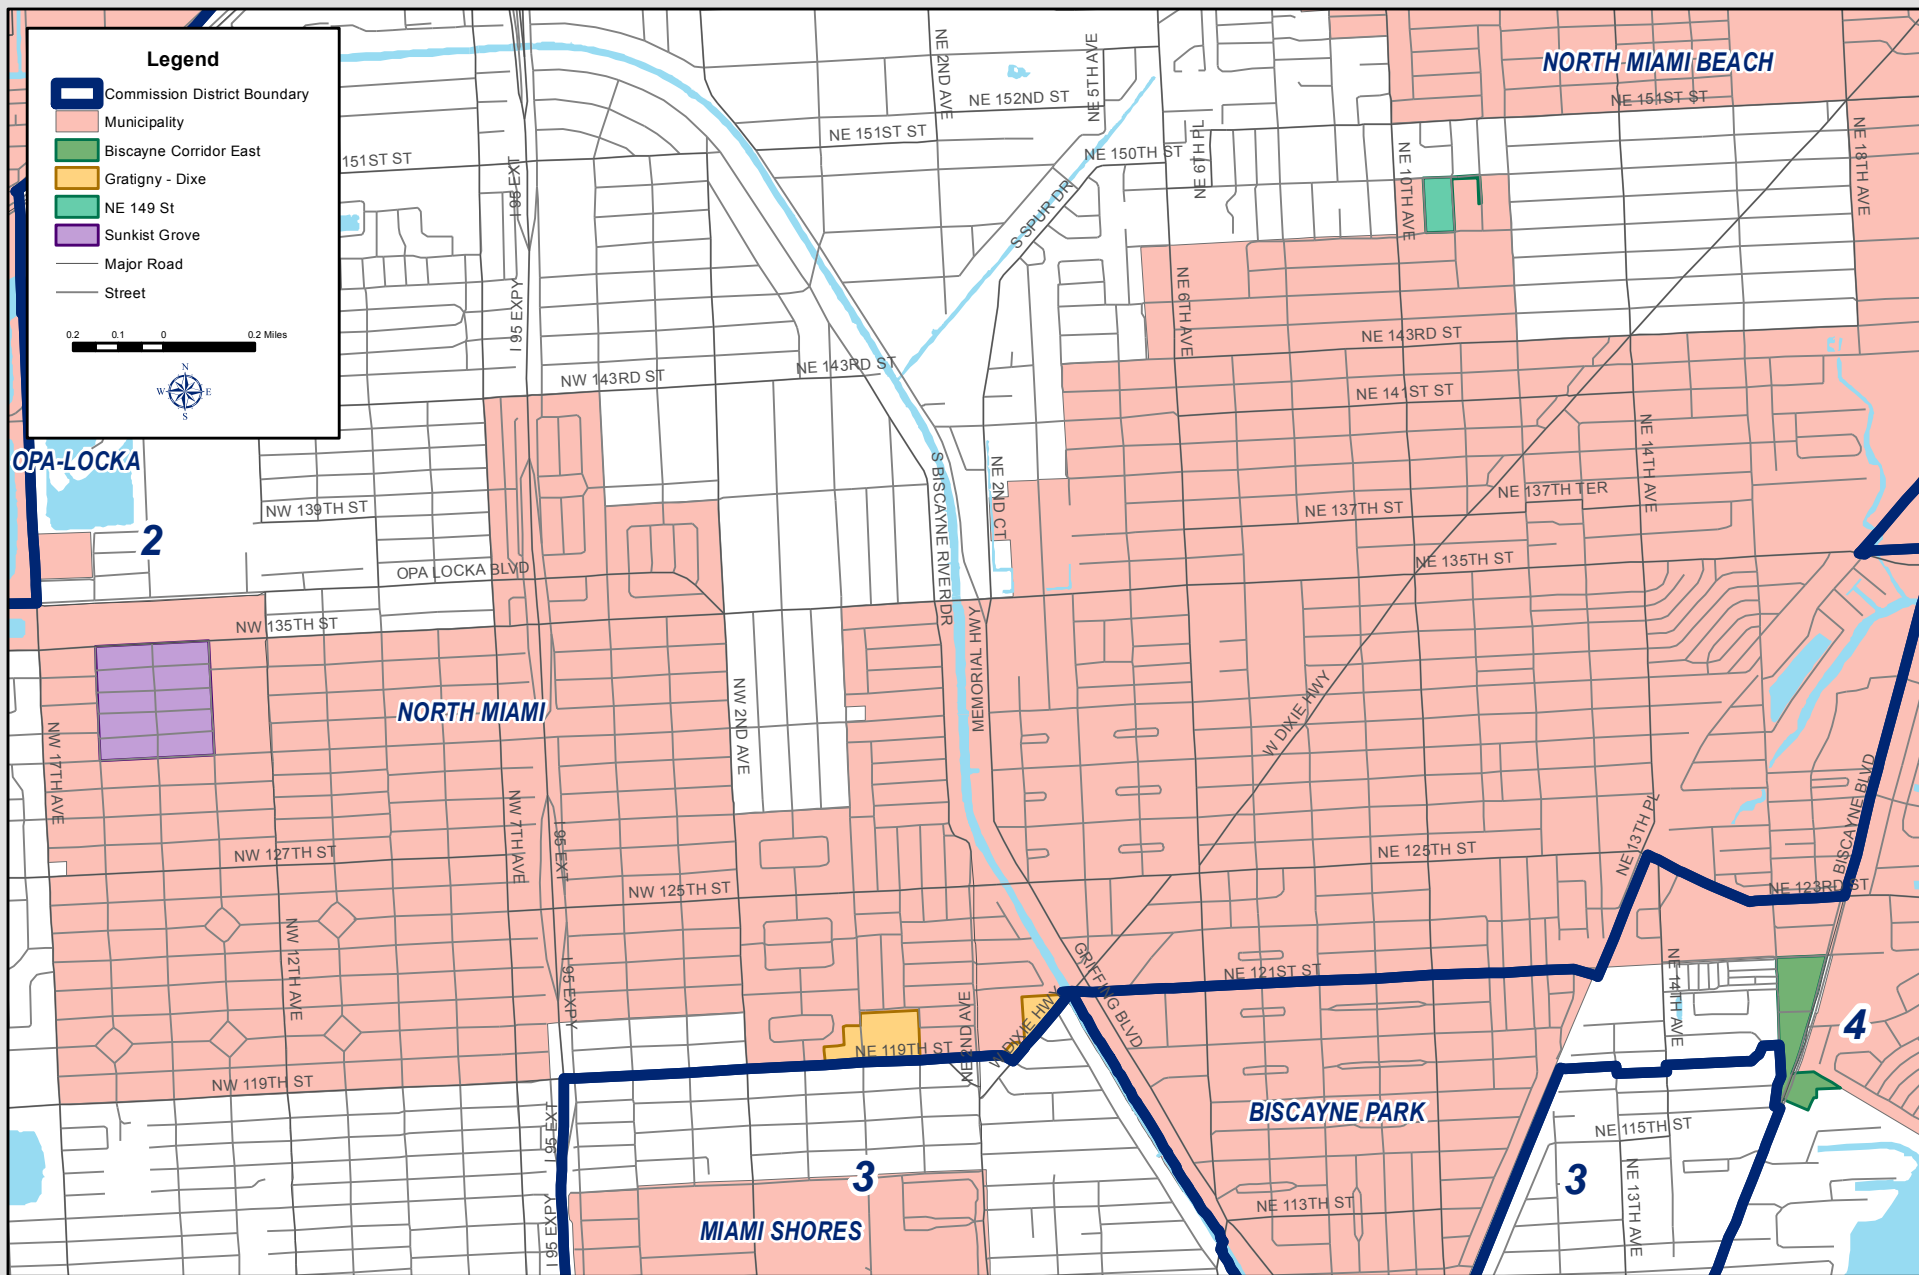 Legend
Commission District Boundary
Municipality
Biscayne Corridor East
Gratigny - Dixe
NE 149 St
Sunkist Grove
Major Road
Street
0.2 0.1 0 0.2 Miles
N
W E
S
NORTH MIAMI BEACH
NE 2ND AVE
NE 5TH AVE
NE 152ND ST
NE 151ST ST
NE 151ST ST
151ST ST
NE 150TH ST
NE 6TH PL
NE 10TH AVE
NE 18TH AVE
I 95 EXT
S SPUR DR
I 95 EXPY
NE 6TH AVE
NE 143RD ST
NE 143RD ST
NW 143RD ST
NE 141ST ST
NE 14TH AVE
OPA-LOCKA
S BISCAYNE RIVER DR
NE 2ND CT
NE 137TH TER
NE 137TH ST
NW 139TH ST
2
NE 135TH ST
OPA LOCKA BLVD
NW 135TH ST
MEMORIAL HWY
NORTH MIAMI
NW 2ND AVE
W DIXIE HWY
NW 17TH AVE
NW 7TH AVE
I 95 EXT
NE 13TH PL
BISCAYNE BLVD
NW 127TH ST
NE 125TH ST
NW 125TH ST
NE 123RD ST
NW 12TH AVE
I 95 EXPY
GRIFFING BLVD
NE 121ST ST
NE 14TH AVE
NE 2ND AVE
W DIXIE HWY
4
NE 119TH ST
NW 119TH ST
BISCAYNE PARK
I 95 EXT
NE 115TH ST
3
3
NE 13TH AVE
NE 113TH ST
I 95 EXPY
MIAMI SHORES